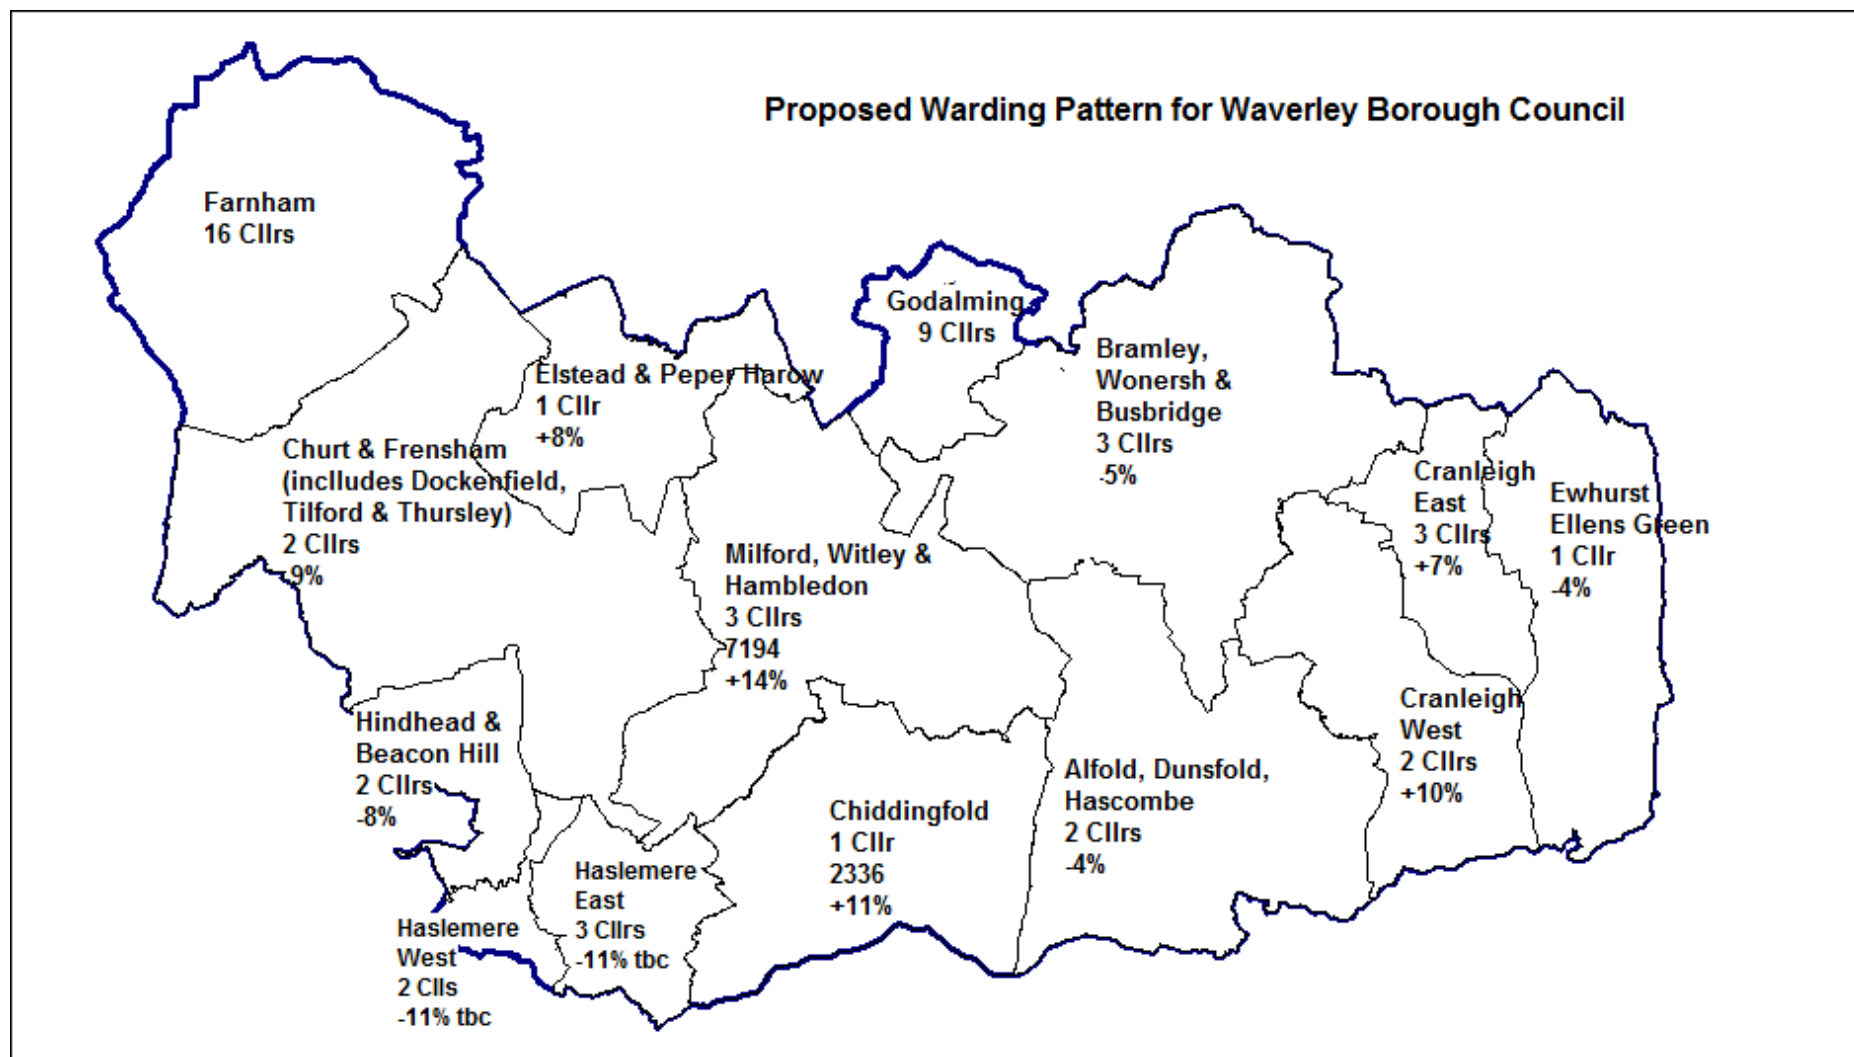 Proposed Warding Pattern for Waverley Borough Council
Farnham
16 Cllrs
Godalming
9 Cllrs
Bramley,
Wonersh &
Busbridge
3 Cllrs
-5%
Elstead & Peper Harow
1 Cllr
+8%
Churt & Frensham
(inclludes Dockenfield,
Tilford & Thursley)
2 Cllrs
-9%
Cranleigh
East
3 Cllrs
+7%
Ewhurst
Ellens Green
1 Cllr
-4%
Milford, Witley &
Hambledon
3 Cllrs
7194
+14%
Hindhead &
Beacon Hill
2 Cllrs
-8%
Cranleigh
West
2 Cllrs
+10%
Alfold, Dunsfold,
Hascombe
2 Cllrs
-4%
Chiddingfold
1 Cllr
2336
+11%
Haslemere
East
3 Cllrs
-11% tbc
Haslemere
West
2 Clls
-11% tbc